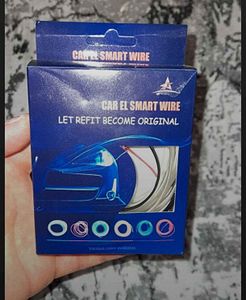 CAR EL SMART WIRE
CAR EL SMART WIRE
LET REFIT BECOME ORIGINAL